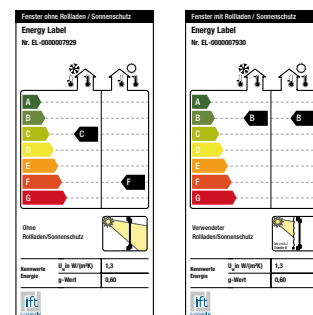 Fenster ohne Rollladen / Sonnenschutz
Energy Label
Nr. EL-0000007929
A
B
C
C
D
E
F
F
G
Ohne
Rollladen/Sonnenschutz
Kennwerte
Energie
U_w in W/(m²K) 1,3
g-Wert 0,60
ift
Fenster mit Rollladen / Sonnenschutz
Energy Label
Nr. EL-0000007930
A
B
B
B
C
D
E
F
G
Verwendeter
Rollladen/Sonnenschutz
Kennwerte
Energie
U_w in W/(m²K) 1,3
g-Wert 0,60
ift